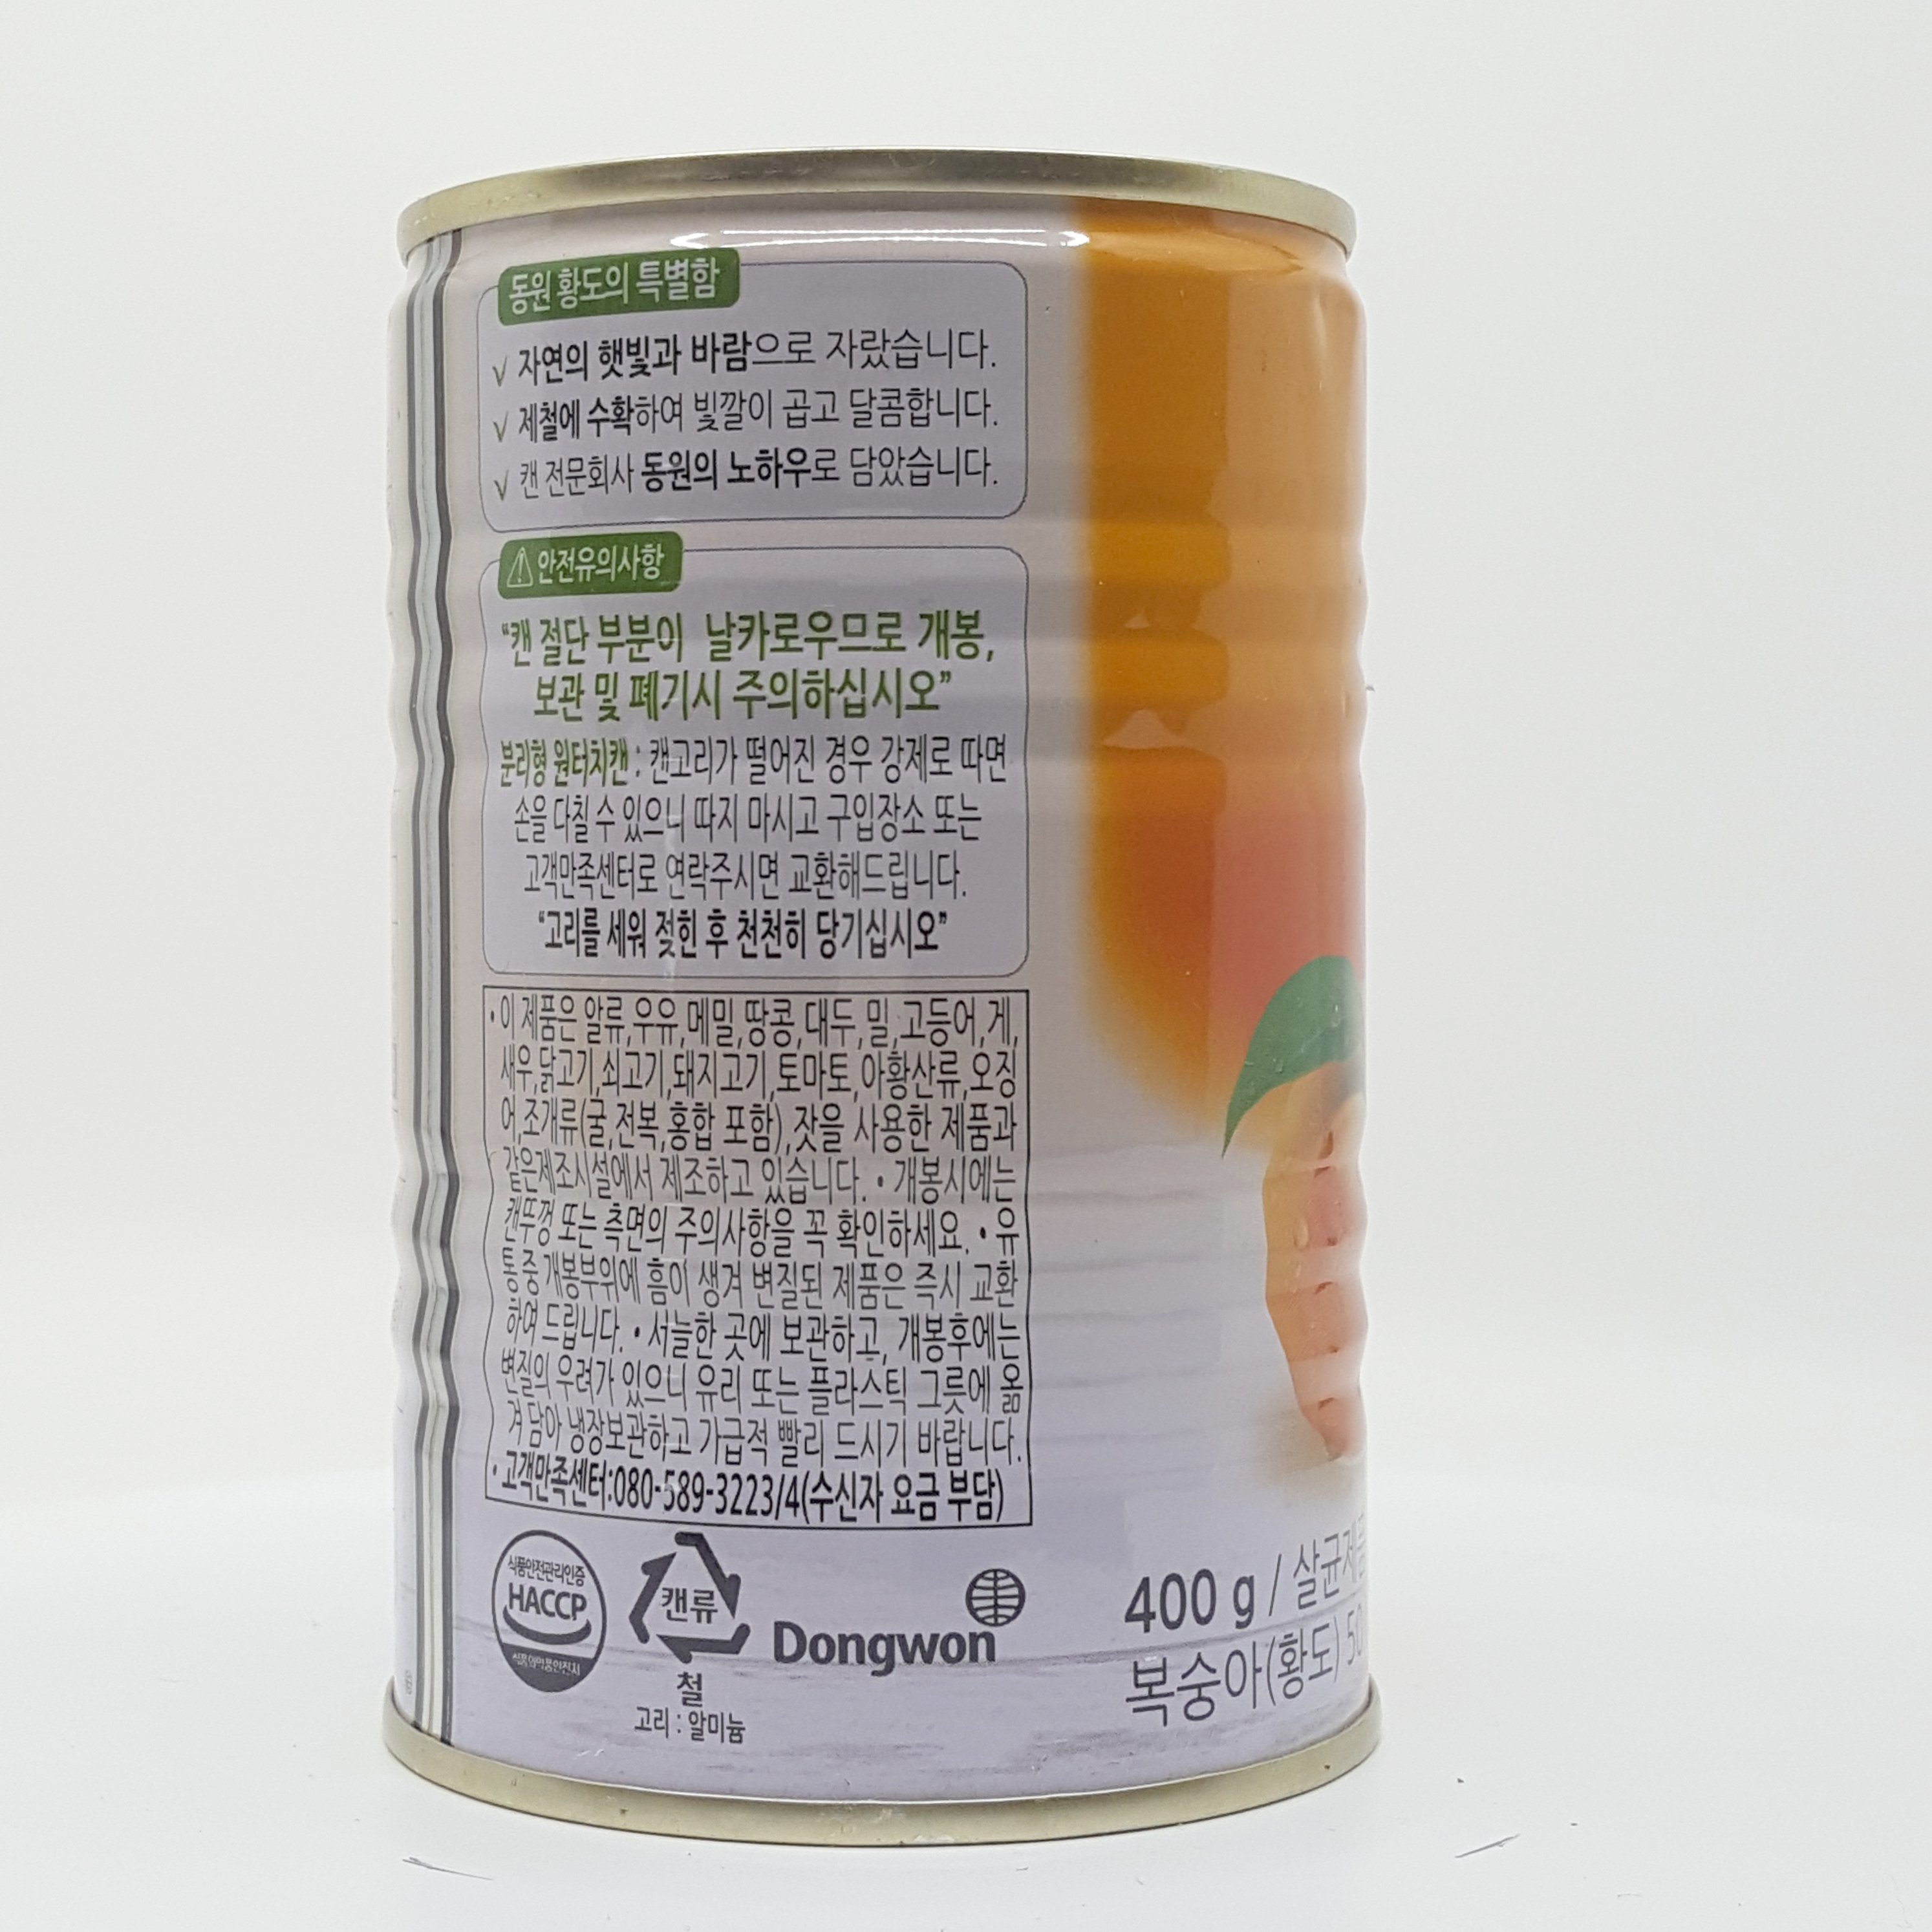 동원 황도의 특별함
√ 자연의 햇빛과 바람으로 자랐습니다.
√ 제철에 수확하여 빛깔이 곱고 달콤합니다.
√ 캔 전문회사 동원의 노하우로 담았습니다.
⚠ 안전유의사항
“캔 절단 부분이 날카로우므로 개봉,
보관 및 폐기시 주의하십시오”
분리형 원터치캔 : 캔고리가 떨어진 경우 강제로 따면
손을 다칠 수 있으니 따지 마시고 구입장소 또는
고객만족센터로 연락주시면 교환해드립니다.
“고리를 세워 젖힌 후 천천히 당기십시오”
•이 제품은 알류,우유,메밀,땅콩,대두,밀,고등어,게,
새우,닭고기,쇠고기,돼지고기,토마토,아황산류,오징
어,조개류(굴,전복,홍합 포함),잣을 사용한 제품과
같은제조시설에서 제조하고 있습니다. • 개봉시에는
캔뚜껑 또는 측면의 주의사항을 꼭 확인하세요. • 유
통중 개봉부위에 흠이 생겨 변질된 제품은 즉시 교환
하여 드립니다. • 서늘한 곳에 보관하고, 개봉후에는
변질의 우려가 있으니 유리 또는 플라스틱 그릇에 옮
겨 담아 냉장보관하고 가급적 빨리 드시기 바랍니다.
•고객만족센터:080-589-3223/4(수신자 요금 부담)
식품안전관리인증
HACCP
식품의약품안전처
캔류
철
고리 : 알미늄
Dongwon
400 g / 살균제품
복숭아(황도) 50